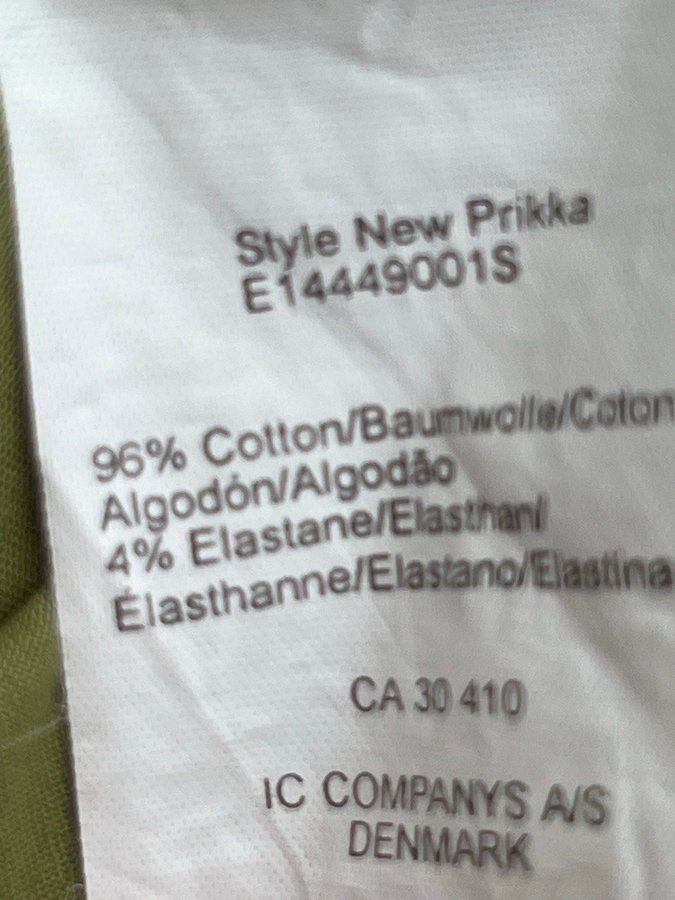 Style New Prikka
E14449001S
96% Cotton/Baumwolle/Coton
Algodón/Algodão
4% Elastane/Elasthan/
Élasthanne/Elastano/Elastina
CA 30 410
IC COMPANYS A/S
DENMARK